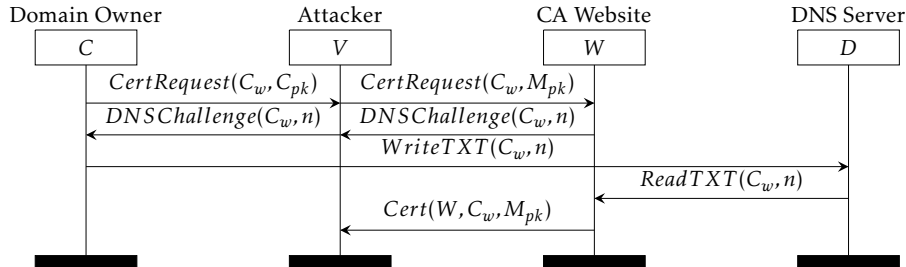 Domain Owner Attacker CA Website DNS Server
C V W D
CertRequest(C_w, C_pk) CertRequest(C_w, M_pk)
DNSChallenge(C_w, n) DNSChallenge(C_w, n)
WriteTXT(C_w, n)
ReadTXT(C_w, n)
Cert(W, C_w, M_pk)